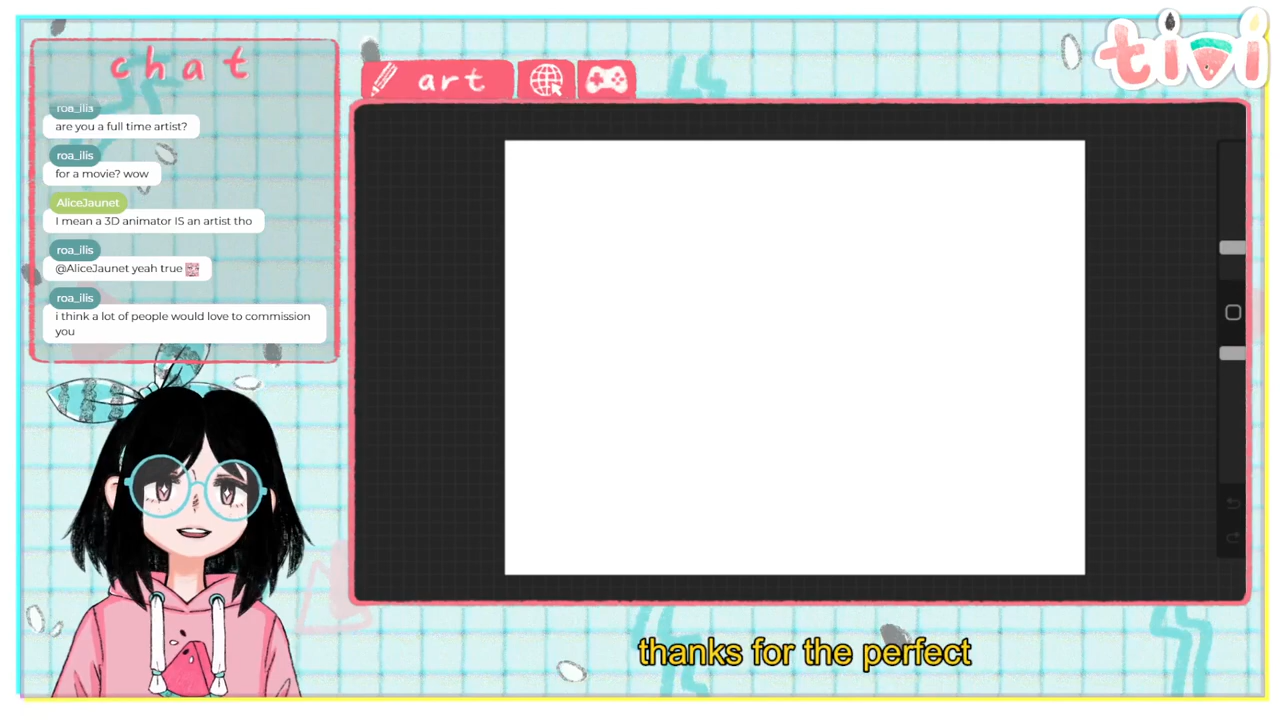 chat
roa_ilis
are you a full time artist?
roa_ilis
for a movie? wow
AliceJaunet
I mean a 3D animator IS an artist tho
roa_ilis
@AliceJaunet yeah true
roa_ilis
i think a lot of people would love to commission
you
art
tivi
thanks for the perfect